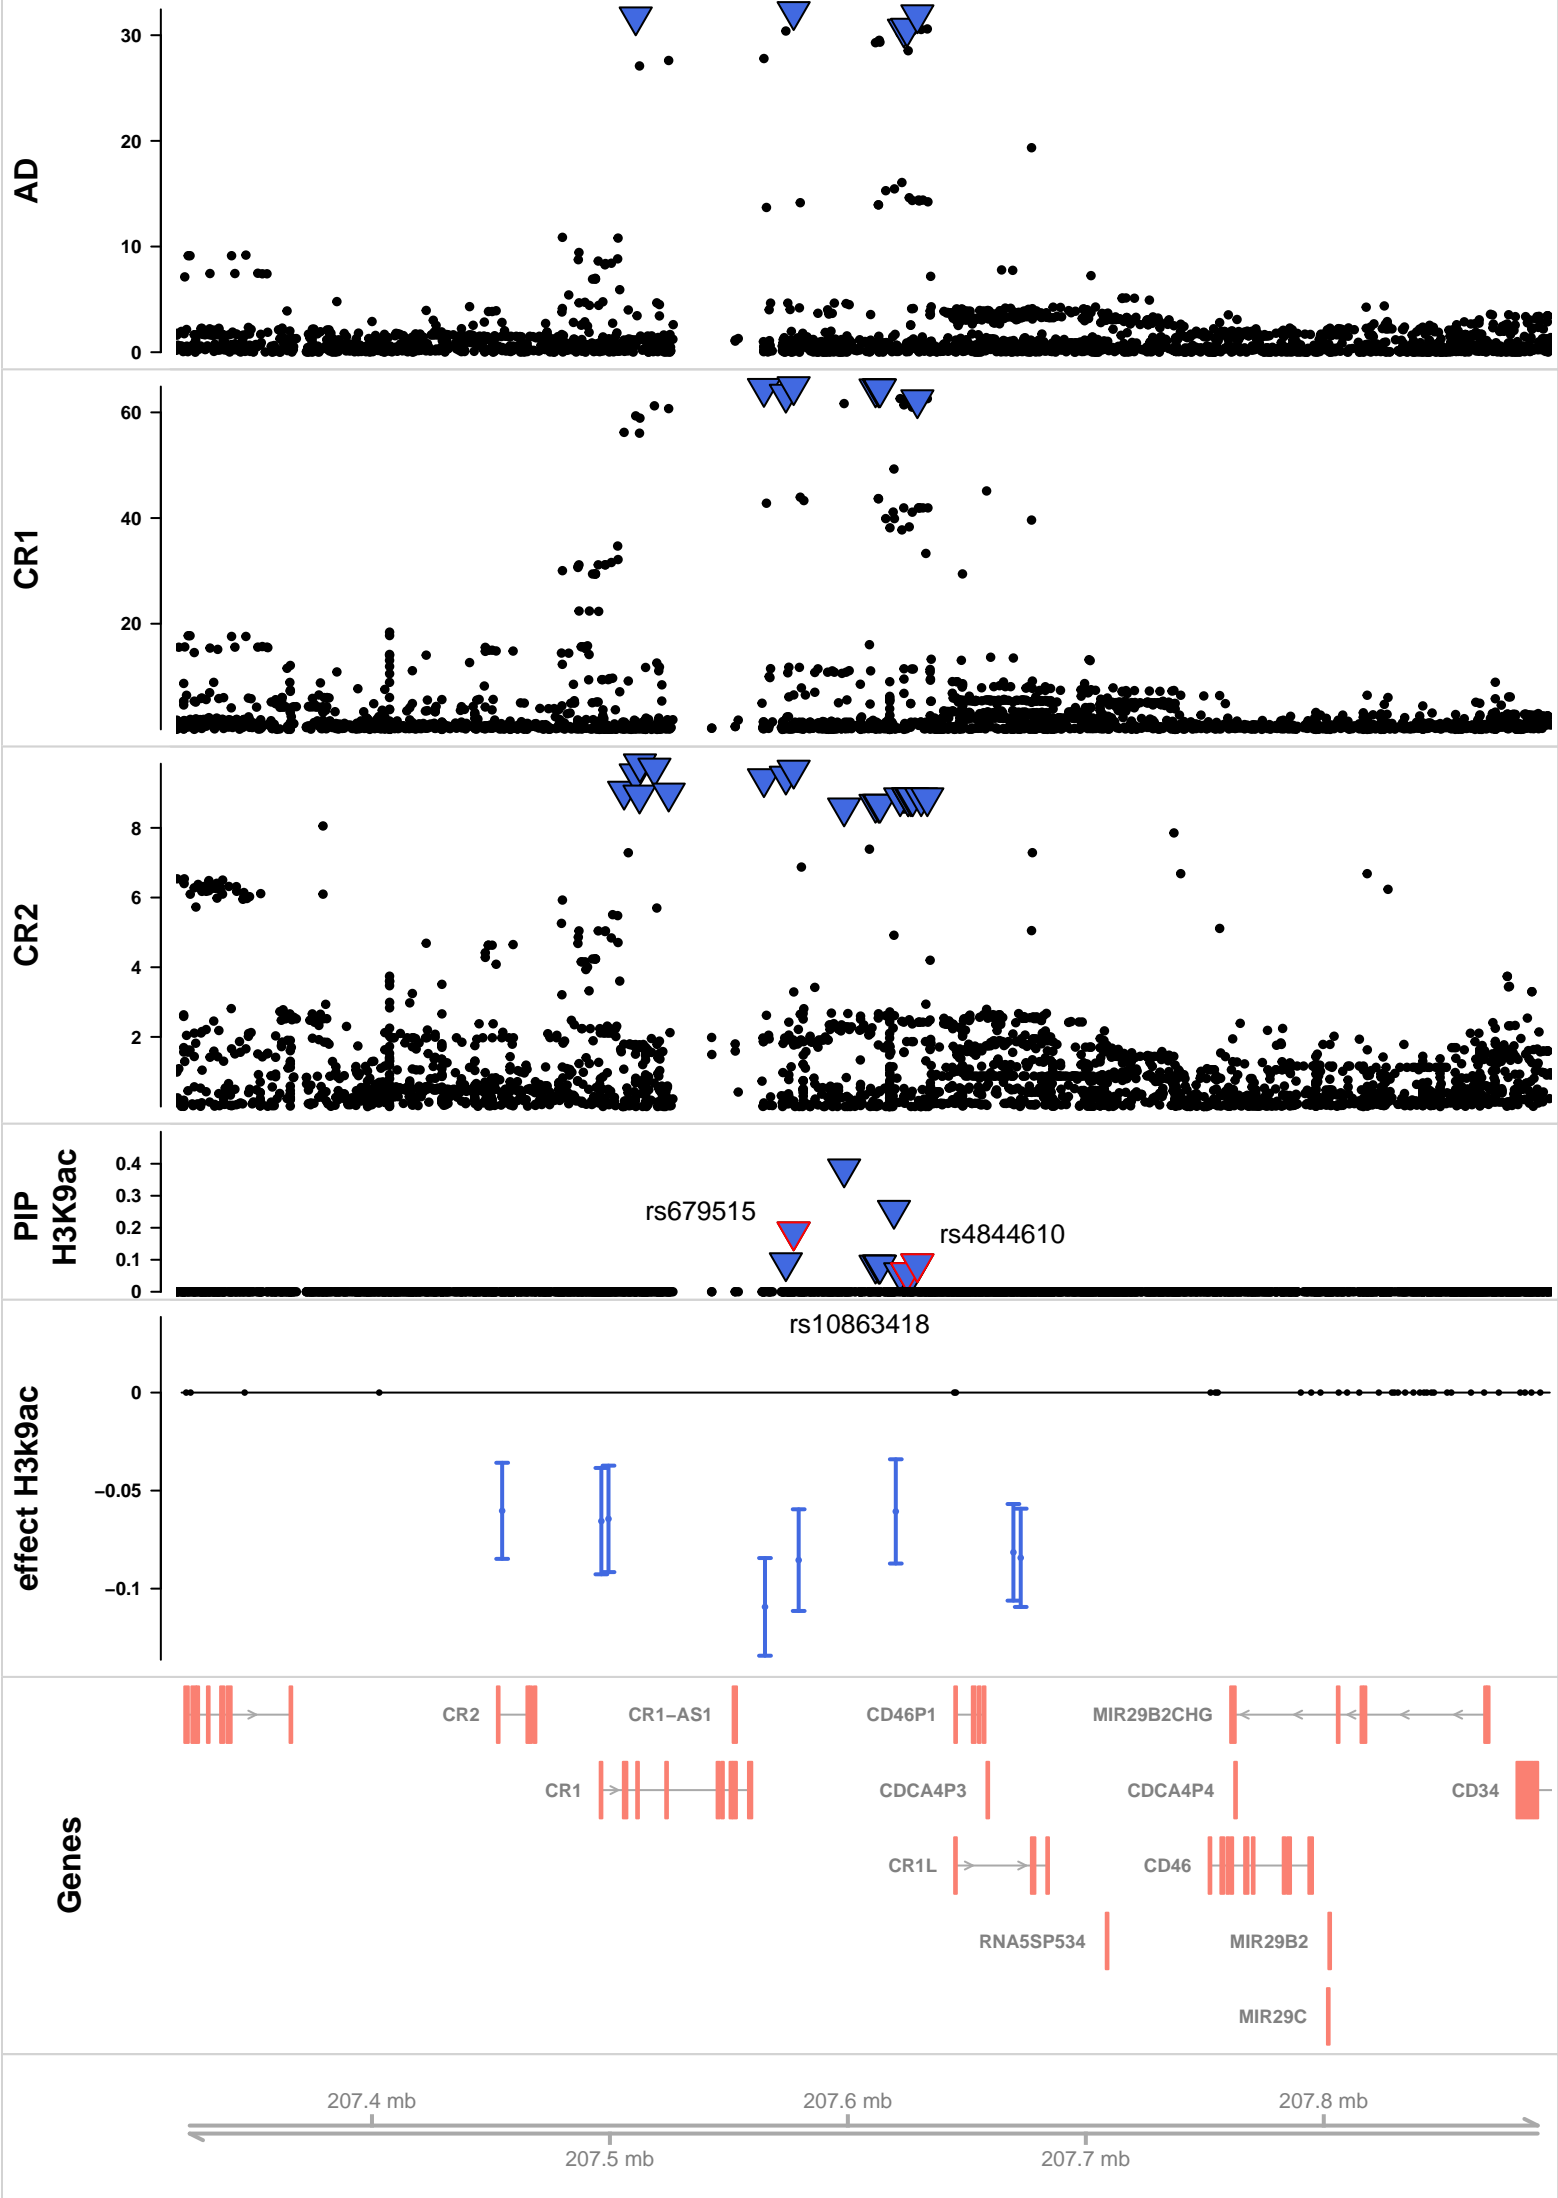 AD
30
20
10
0
CR1
60
40
20
CR2
8
6
4
2
PIP
H3K9ac
0.4
0.3
0.2
0.1
0
rs679515
rs4844610
rs10863418
effect H3k9ac
0
−0.05
−0.1
Genes
CR2
CR1−AS1
CD46P1
MIR29B2CHG
CR1
CDCA4P3
CDCA4P4
CD34
CR1L
CD46
RNA5SP534
MIR29B2
MIR29C
207.4 mb
207.6 mb
207.8 mb
207.5 mb
207.7 mb